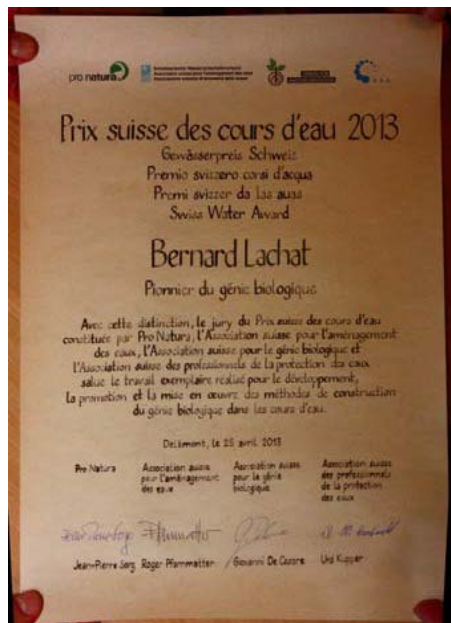 pro natura
Prix suisse des cours d'eau 2013
Gewässerpreis Schweiz
Premio svizzero corsi d'acqua
Premi svizzer da las auas
Swiss Water Award
Bernard Lachat
Pionnier du génie biologique
Avec cette distinction, le jury du Prix suisse des cours d'eau
constituée par Pro Natura, l'Association suisse pour l'aménagement
des eaux, l'Association suisse pour le génie biologique et
l'Association suisse des professionnels de la protection des eaux
salue le travail exemplaire réalisé pour le développement,
la promotion et la mise en œuvre des méthodes de construction
du génie biologique dans les cours d'eau.
Delémont, le 25 avril 2013
Pro Natura
Association suisse
pour l'aménagement
des eaux
Association suisse
pour le génie
biologique
Association suisse
des professionnels
de la protection
des eaux
Jean-Pierre Sorg Roger Pfammatter Giovanni De Cesare Urs Kupper